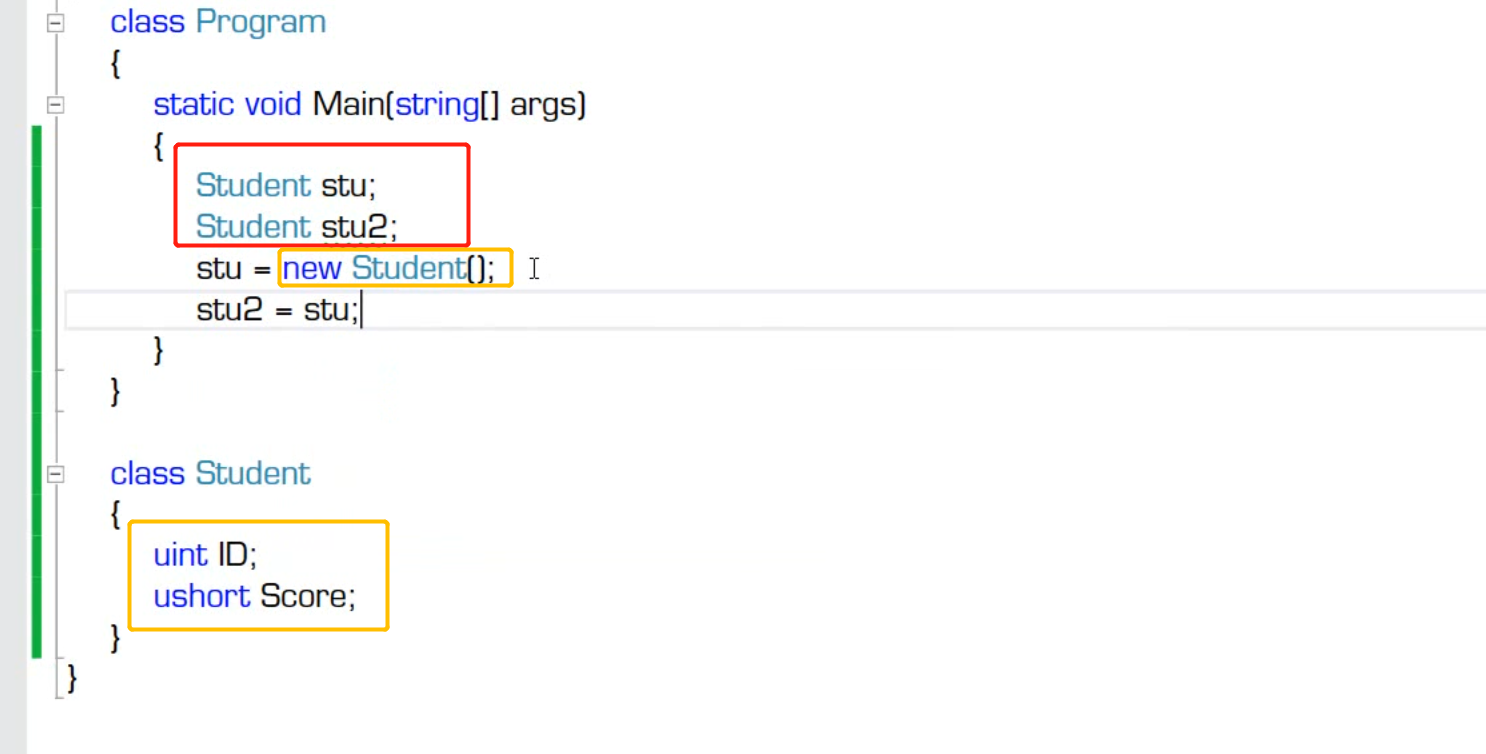 class Program
{
static void Main(string[] args)
{
Student stu;
Student stu2;
stu = new Student();
stu2 = stu;
}
}
class Student
{
uint ID;
ushort Score;
}
}